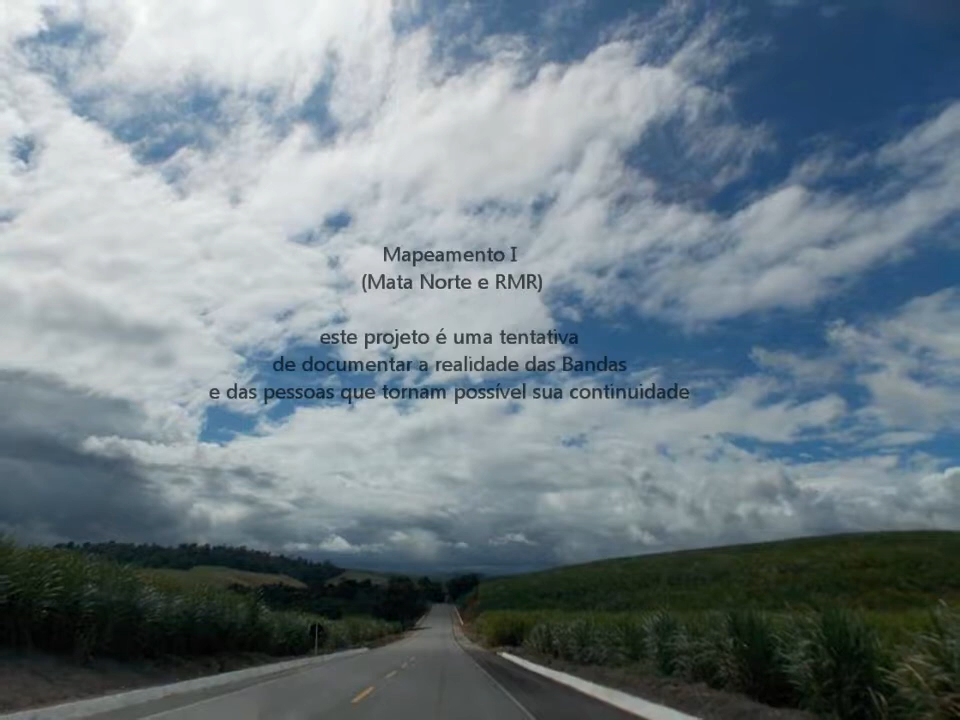 Mapeamento I
(Mata Norte e RMR)
este projeto é uma tentativa
de documentar a realidade das Bandas
e das pessoas que tornam possível sua continuidade